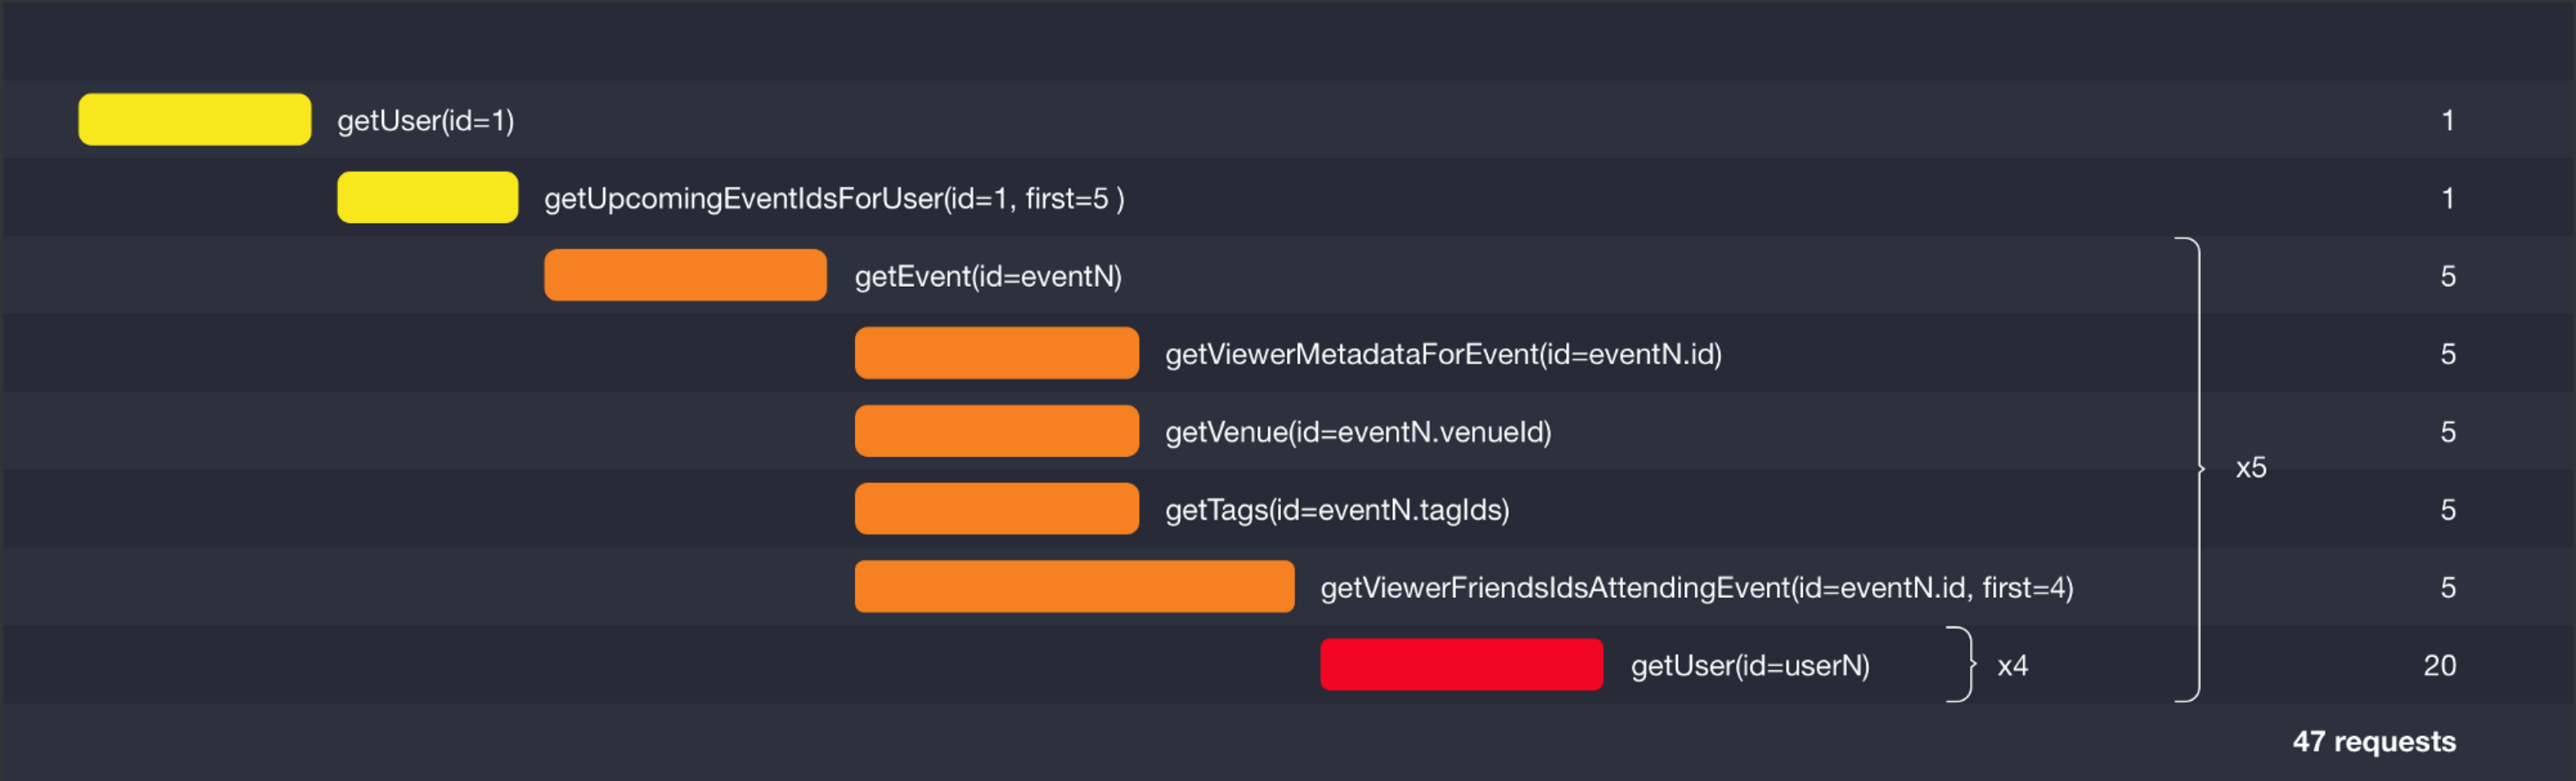 getUser(id=1) 1
getUpcomingEventIdsForUser(id=1, first=5 ) 1
getEvent(id=eventN) 5
getViewerMetadataForEvent(id=eventN.id) 5
getVenue(id=eventN.venueId) 5
x5
getTags(id=eventN.tagIds) 5
getViewerFriendsIdsAttendingEvent(id=eventN.id, first=4) 5
getUser(id=userN) x4 20
47 requests